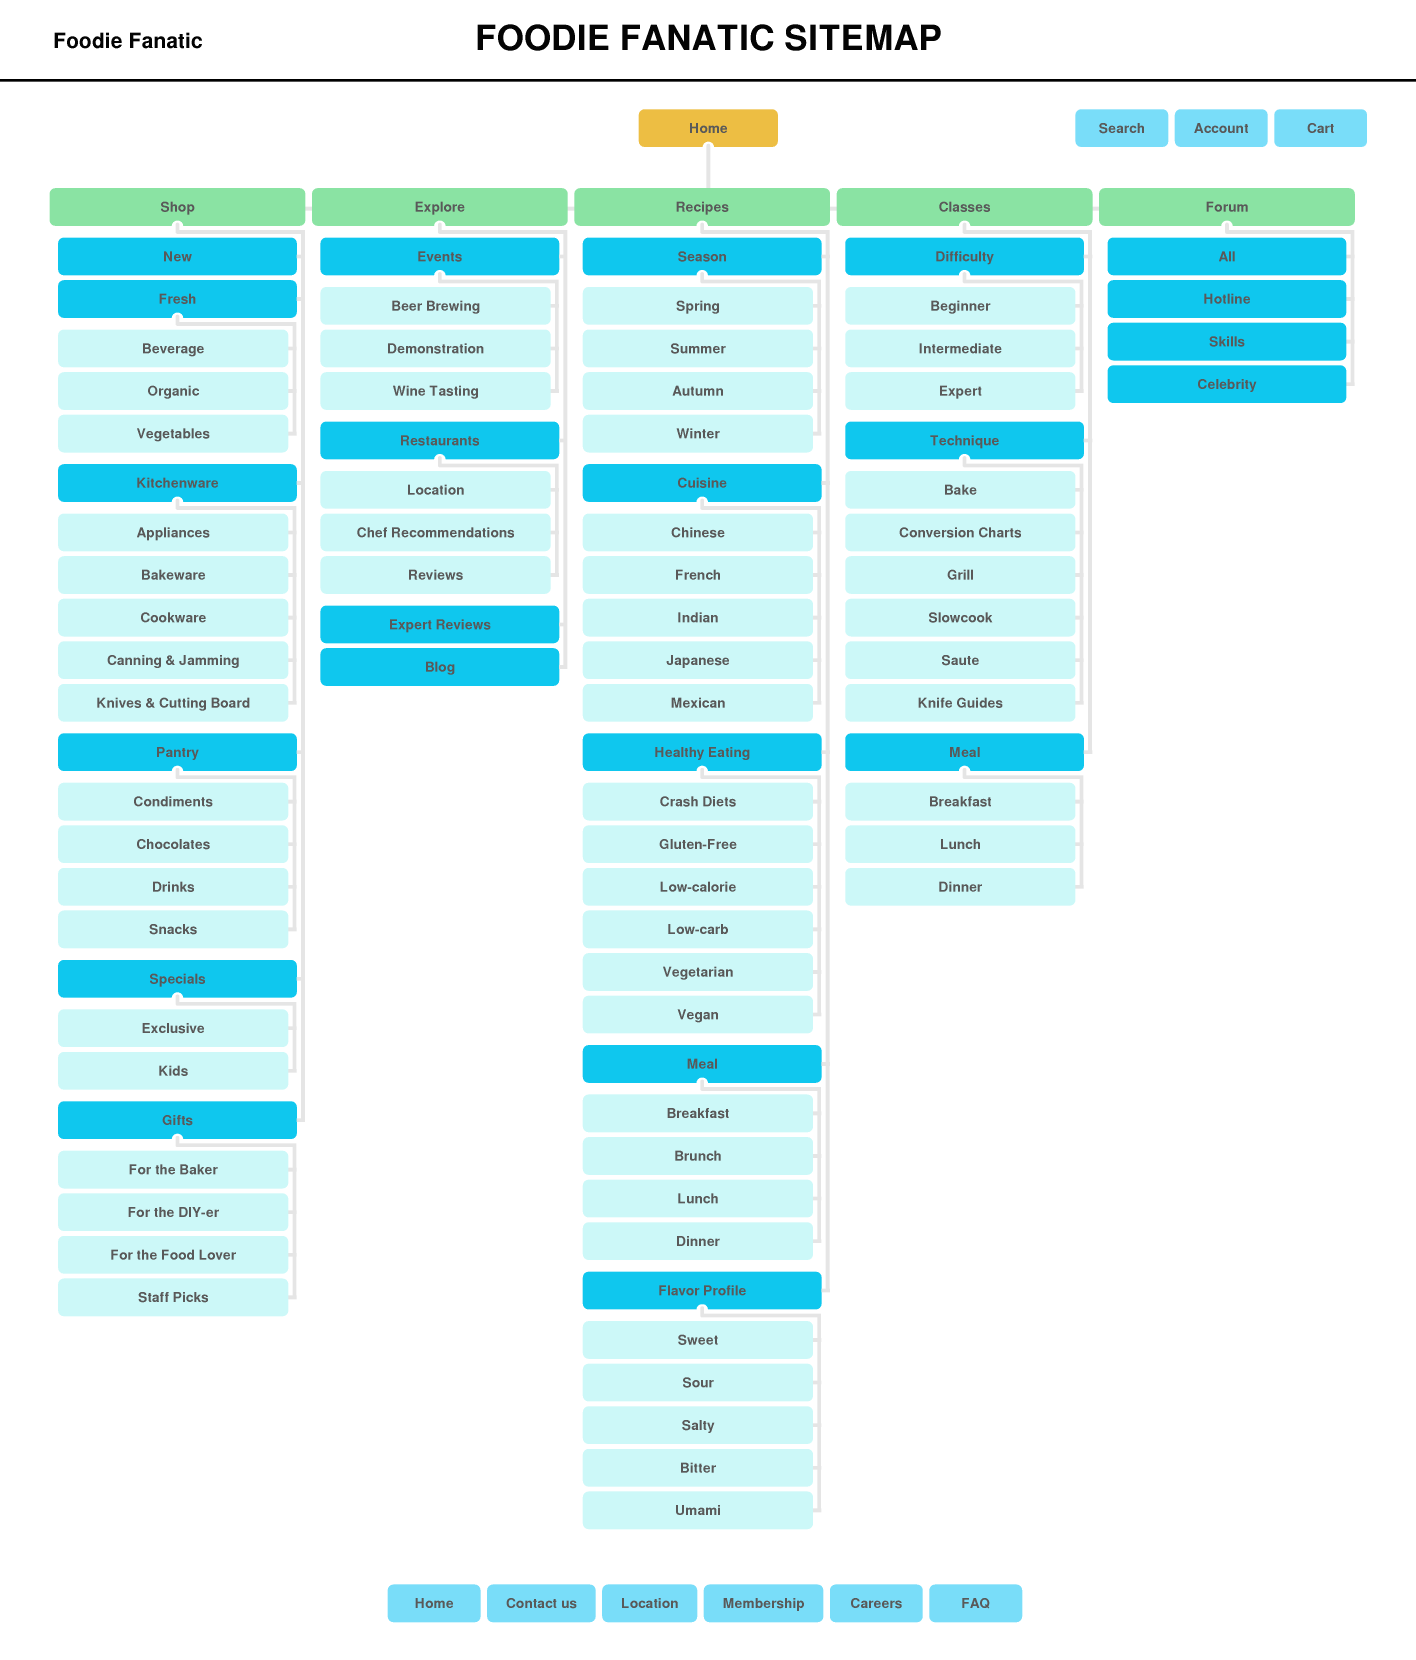 Foodie Fanatic
FOODIE FANATIC SITEMAP
Home
Search
Account
Cart
Shop
New
Fresh
Beverage
Organic
Vegetables
Kitchenware
Appliances
Bakeware
Cookware
Canning & Jamming
Knives & Cutting Board
Pantry
Condiments
Chocolates
Drinks
Snacks
Specials
Exclusive
Kids
Gifts
For the Baker
For the DIY-er
For the Food Lover
Staff Picks
Explore
Events
Beer Brewing
Demonstration
Wine Tasting
Restaurants
Location
Chef Recommendations
Reviews
Expert Reviews
Blog
Recipes
Season
Spring
Summer
Autumn
Winter
Cuisine
Chinese
French
Indian
Japanese
Mexican
Healthy Eating
Crash Diets
Gluten-Free
Low-calorie
Low-carb
Vegetarian
Vegan
Meal
Breakfast
Brunch
Lunch
Dinner
Flavor Profile
Sweet
Sour
Salty
Bitter
Umami
Classes
Difficulty
Beginner
Intermediate
Expert
Technique
Bake
Conversion Charts
Grill
Slowcook
Saute
Knife Guides
Meal
Breakfast
Lunch
Dinner
Forum
All
Hotline
Skills
Celebrity
Home
Contact us
Location
Membership
Careers
FAQ